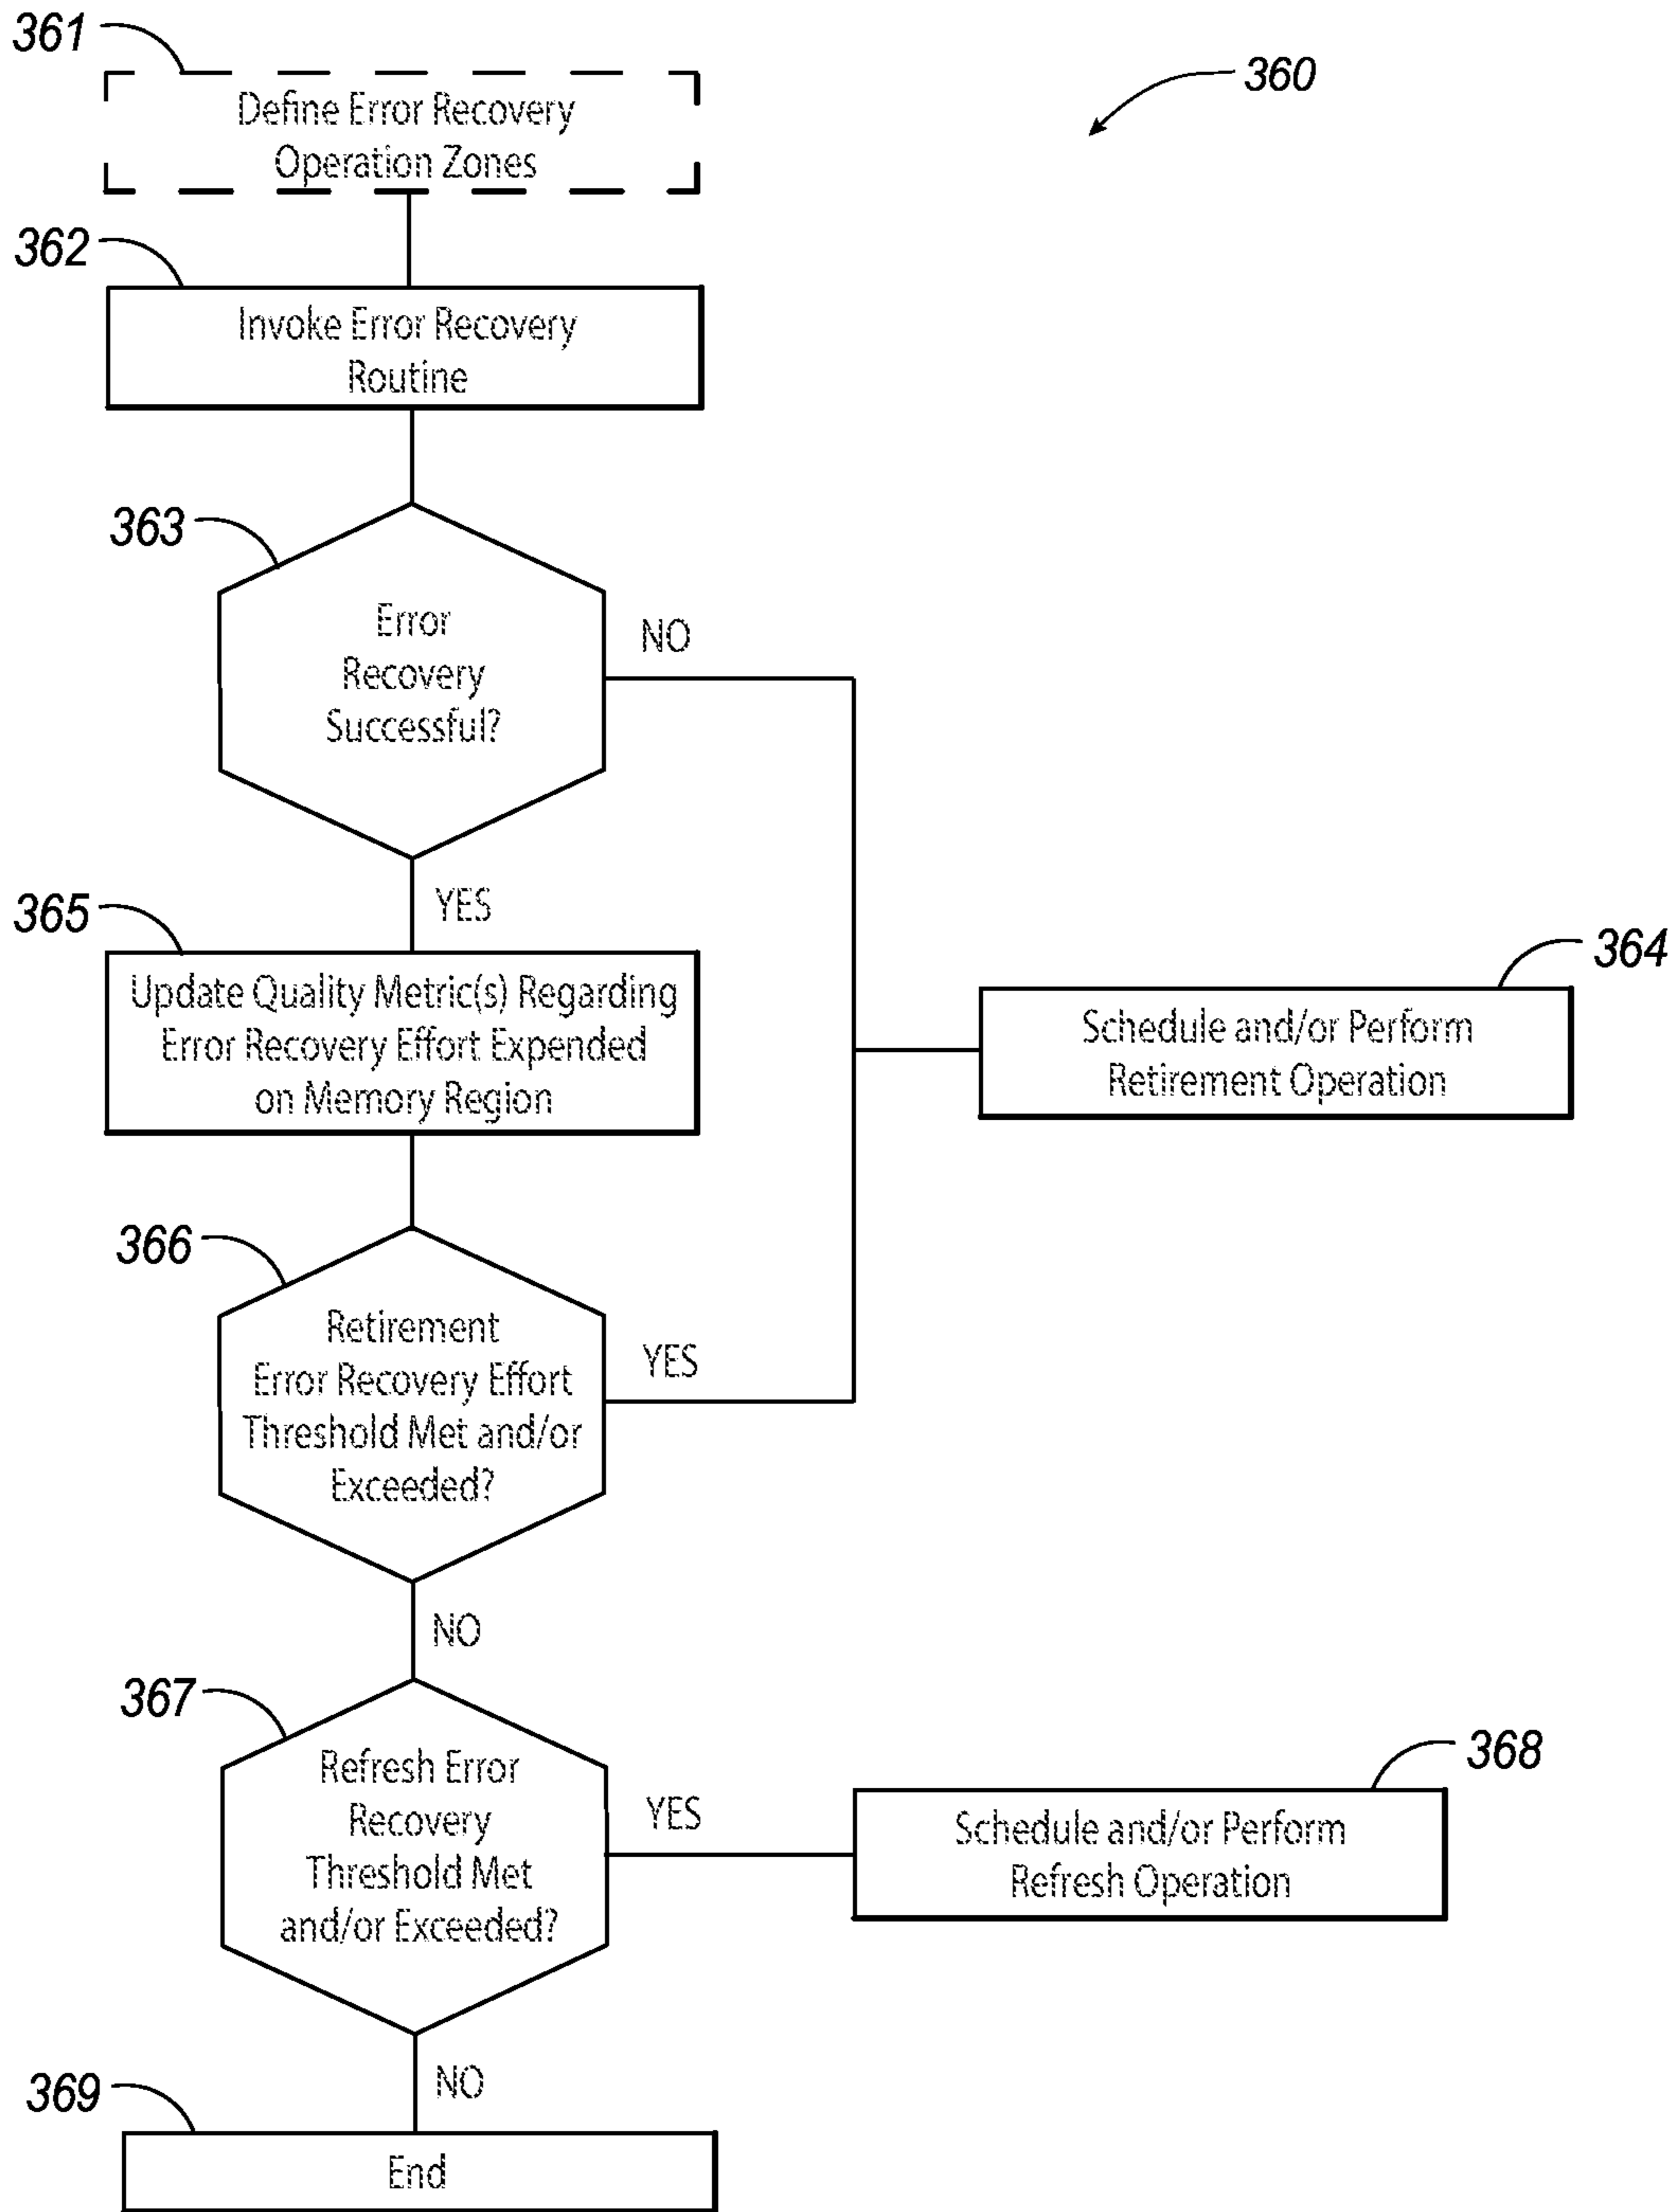 361
360
Define Error Recovery
Operation Zones
362
Invoke Error Recovery
Routine
363
Error
Recovery
Successful?
NO
YES
365
Update Quality Metric(s) Regarding
Error Recovery Effort Expended
on Memory Region
364
Schedule and/or Perform
Retirement Operation
366
Retirement
Error Recovery Effort
Threshold Met and/or
Exceeded?
YES
NO
367
Refresh Error
Recovery
Threshold Met
and/or Exceeded?
YES
368
Schedule and/or Perform
Refresh Operation
NO
369
End